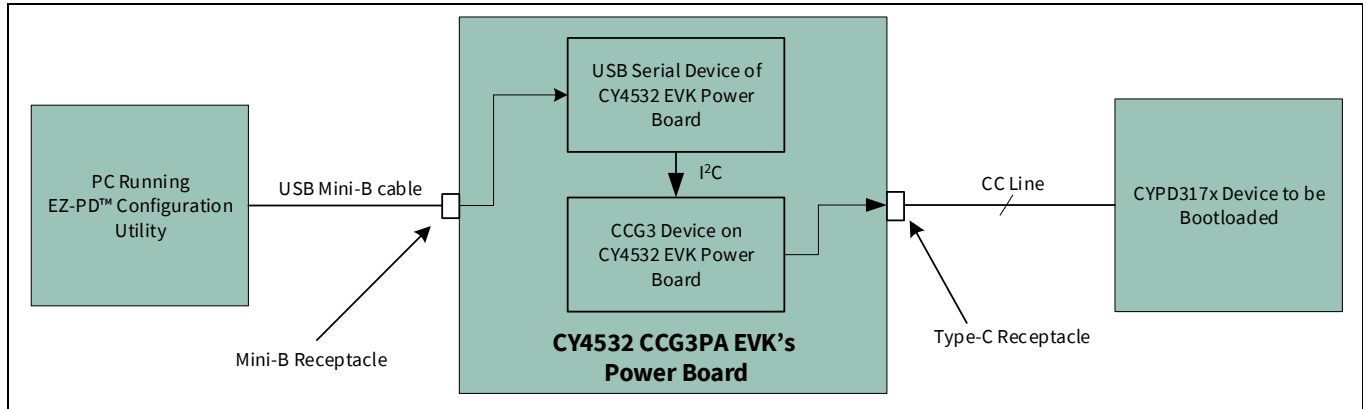 PC Running
EZ-PD™ Configuration
Utility
USB Mini-B cable
Mini-B Receptacle
USB Serial Device of
CY4532 EVK Power
Board
I²C
CCG3 Device on
CY4532 EVK Power
Board
CY4532 CCG3PA EVK’s
Power Board
CC Line
Type-C Receptacle
CYPD317x Device to be
Bootloaded